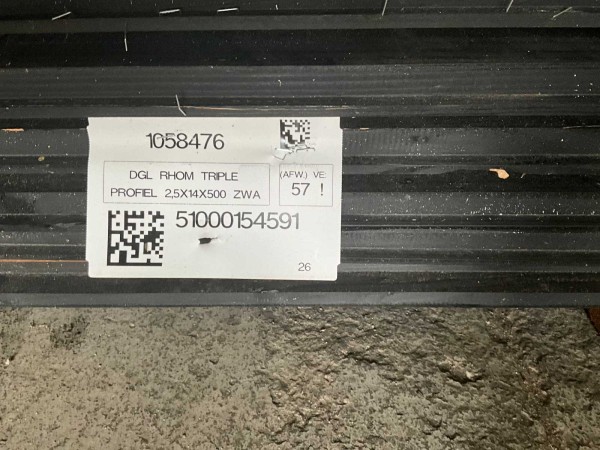 1058476
DGL RHOM TRIPLE
PROFIEL 2,5X14X500 ZWA
(AFW.) VE:
57 !
51000154591
26